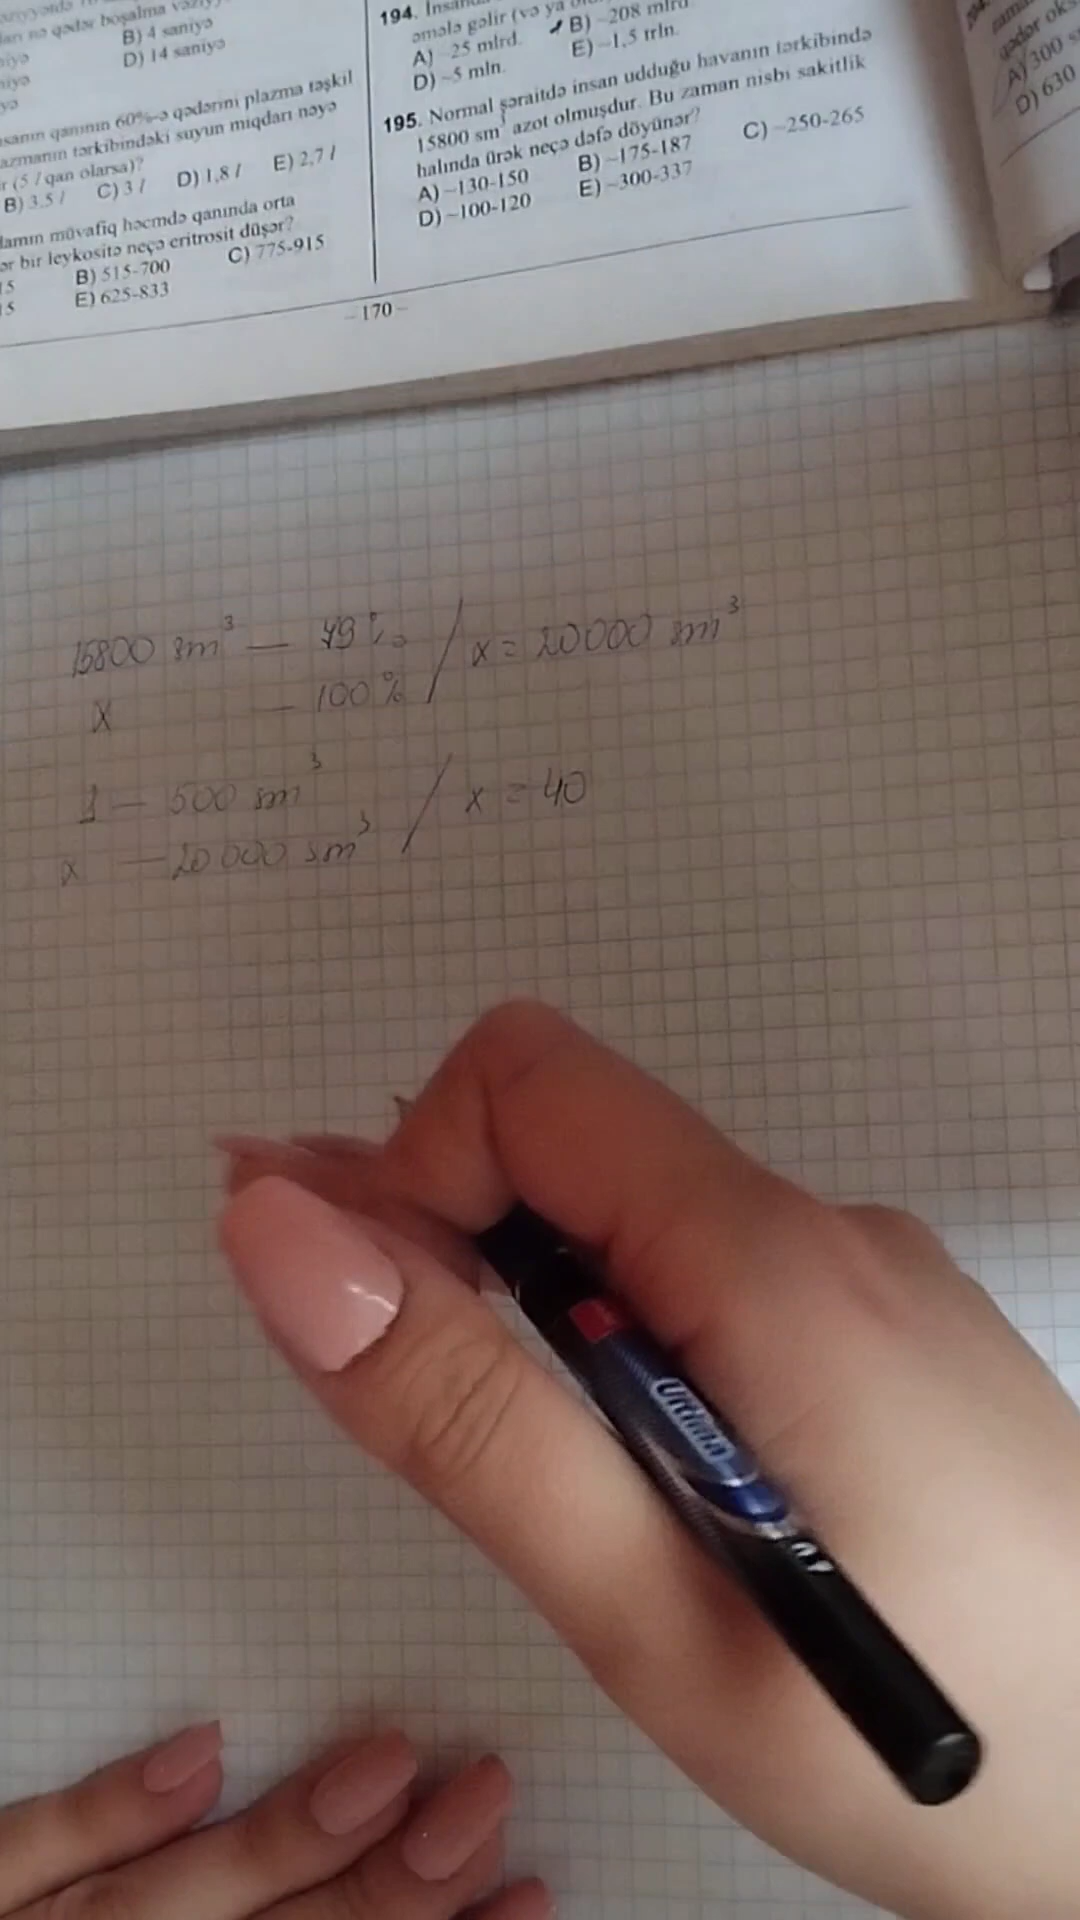 B) 4 saniyə
D) 14 saniyə
qanının 60%-ə qədərini plazma təşkil
tərkibindəki suyun miqdarı nəyə
(5 l qan olarsa)?
B) 3,5 l C) 3 l D) 1,8 l E) 2,7 l
müvafiq həcmdə qanında orta
bir leykositə neçə eritrosit düşər?
B) 515-700 C) 775-915
E) 625-833
194.
əmələ gəlir (və ya
A) ~25 mlrd. B) ~208 mlrd
D) ~5 mln. E) ~1,5 trln.
195. Normal şəraitdə insan udduğu havanın tərkibində
15800 sm³ azot olmuşdur. Bu zaman nisbi sakitlik
halında ürək neçə dəfə döyünər?
A) ~130-150 B) ~175-187 C) ~250-265
D) ~100-120 E) ~300-337
– 170 –
qədər
A) 300
D) 630
15800 sm³ — 79% / x = 20000 sm³
x — 100%
1 — 500 sm³ / x = 40
x — 20000 sm³
Ultima
0.7